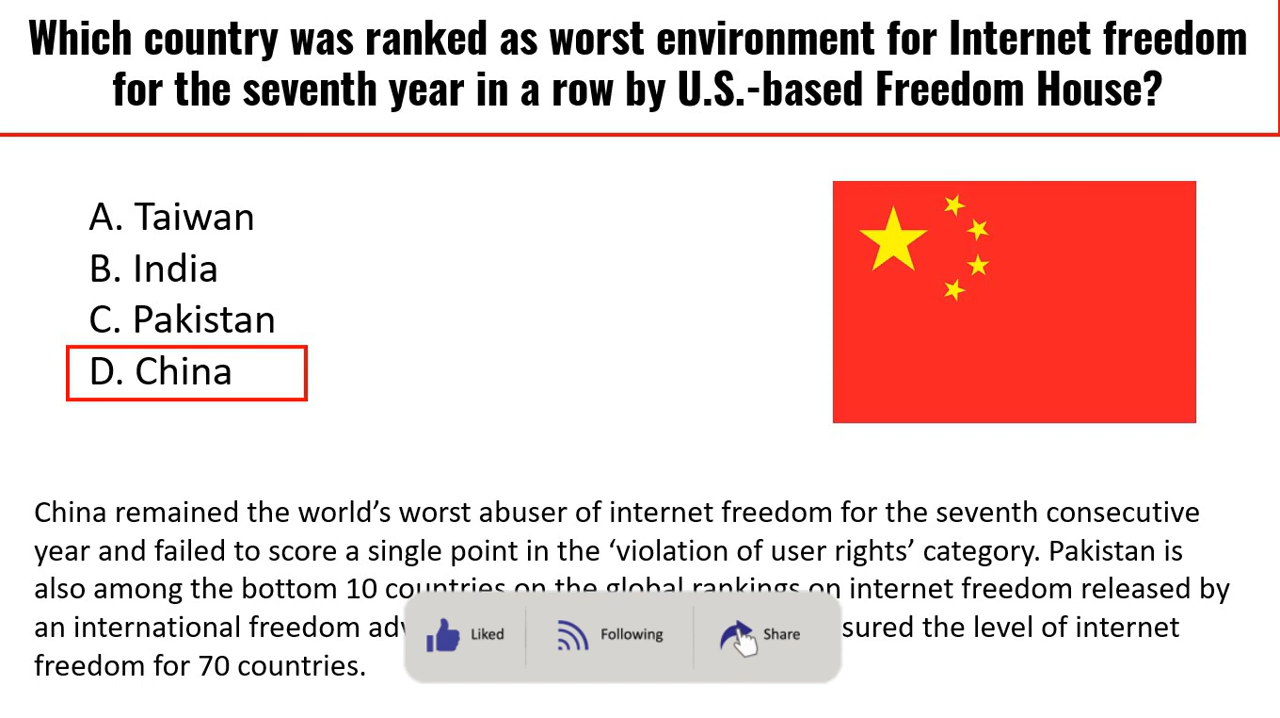 Which country was ranked as worst environment for Internet freedom
for the seventh year in a row by U.S.-based Freedom House?
A. Taiwan
B. India
C. Pakistan
D. China
China remained the world’s worst abuser of internet freedom for the seventh consecutive
year and failed to score a single point in the ‘violation of user rights’ category. Pakistan is
also among the bottom 10 countries on the global rankings on internet freedom released by
an international freedom sured the level of internet
freedom for 70 countries.
Liked
Following
Share